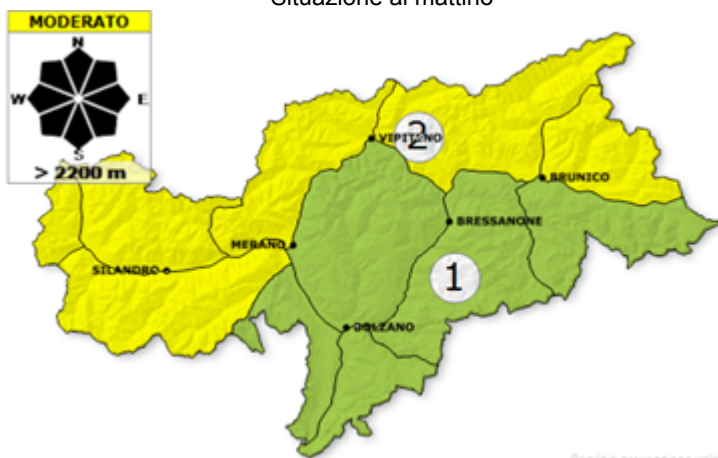 Situazione al mattino
MODERATO
N
W E
S
> 2200 m
VIPITENO
2
BRUNICO
BRESSANONE
MERANO
SILANDRO
1
BOLZANO